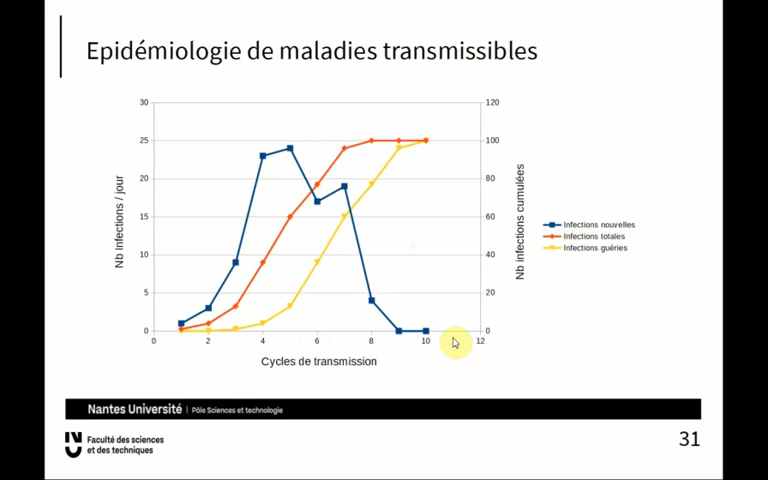 Epidémiologie de maladies transmissibles
30
25
20
15
10
5
0
120
100
80
60
40
20
0
0 2 4 6 8 10 12
Nb Infections / jour
Nb infections cumulées
Cycles de transmission
Infections nouvelles
Infections totales
Infections guéries
Nantes Université | Pôle Sciences et technologie
Faculté des sciences
et des techniques
31